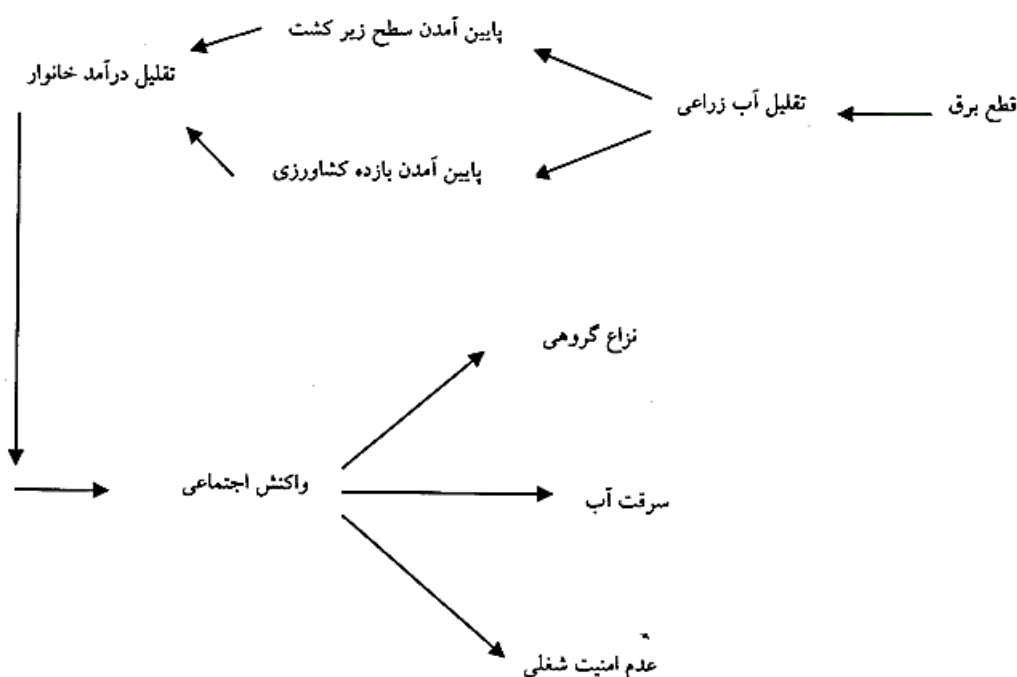 قطع برق
تقلیل آب زراعی
پایین آمدن سطح زیر کشت
پایین آمدن بازده کشاورزی
تقلیل درآمد خانوار
واکنش اجتماعی
نزاع گروهی
سرقت آب
عدم امنیت شغلی